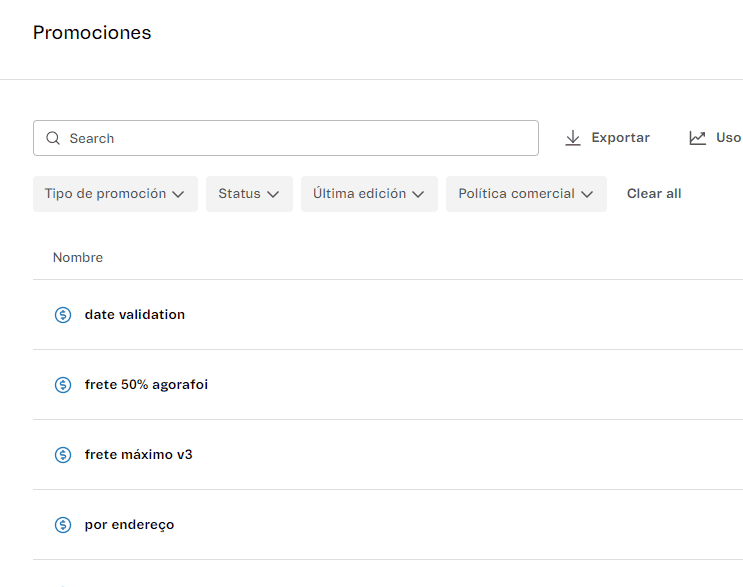 Promociones
Search
Exportar
Uso
Tipo de promoción
Status
Última edición
Política comercial
Clear all
Nombre
date validation
frete 50% agorafoi
frete máximo v3
por endereço